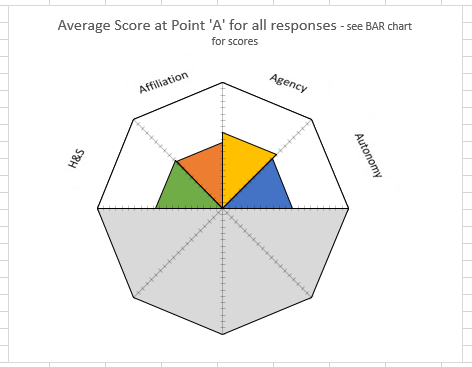 Average Score at Point 'A' for all responses - see BAR chart
for scores
Affiliation
Agency
H&S
Autonomy